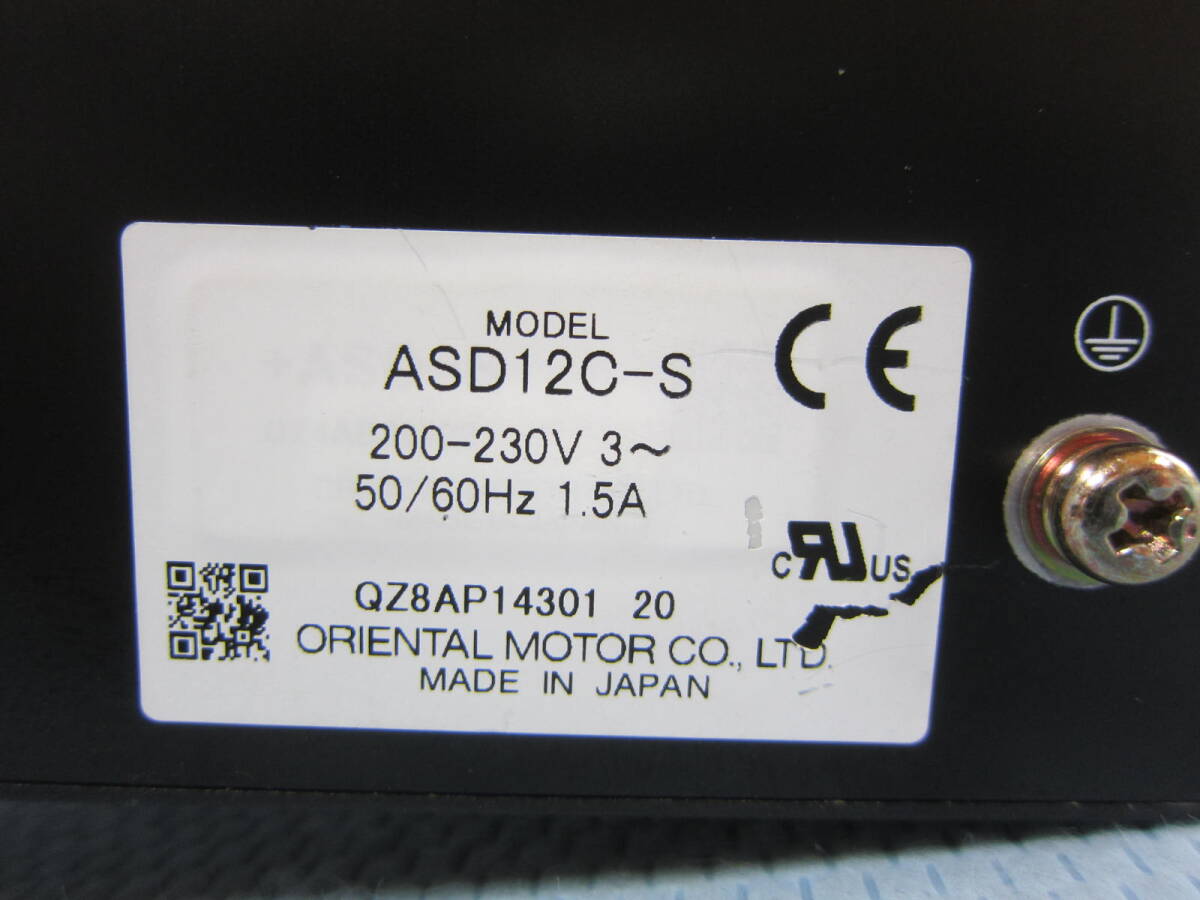 MODEL
ASD12C-S
200-230V 3~
50/60Hz 1.5A
CE
C RU US
QZ8AP14301 20
ORIENTAL MOTOR CO., LTD.
MADE IN JAPAN